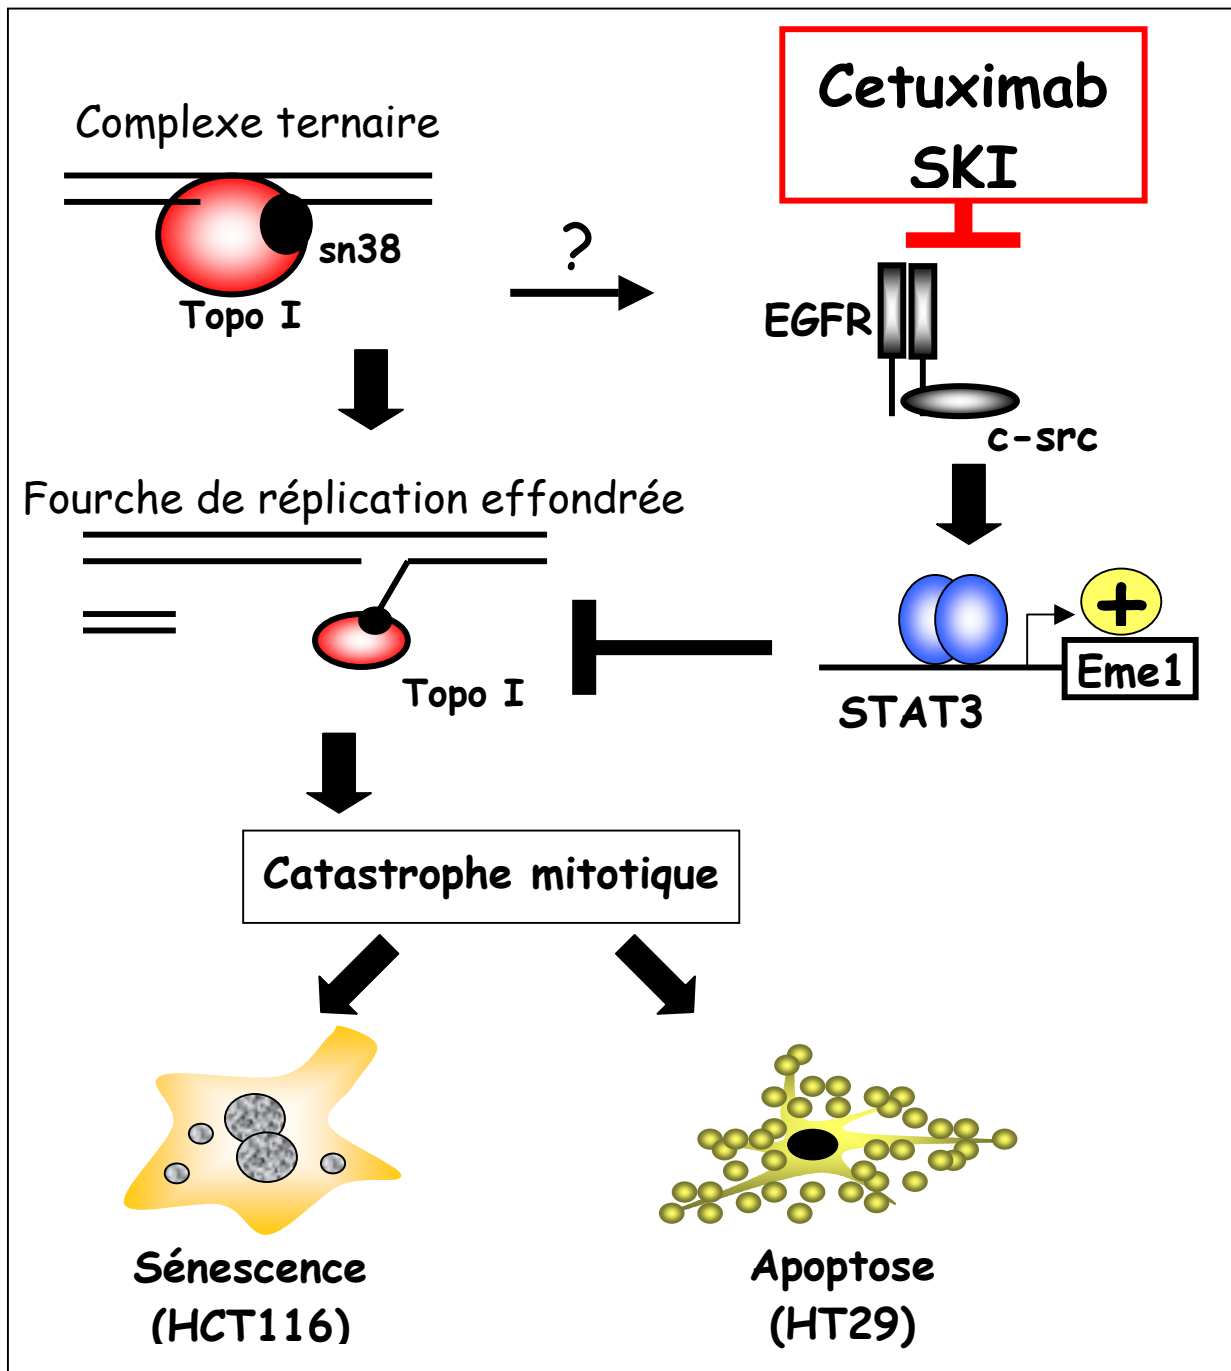 Complexe ternaire
sn38
Topo I
?
Cetuximab
SKI
EGFR
c-src
Fourche de réplication effondrée
Topo I
+
Eme1
STAT3
Catastrophe mitotique
Sénescence
(HCT116)
Apoptose
(HT29)